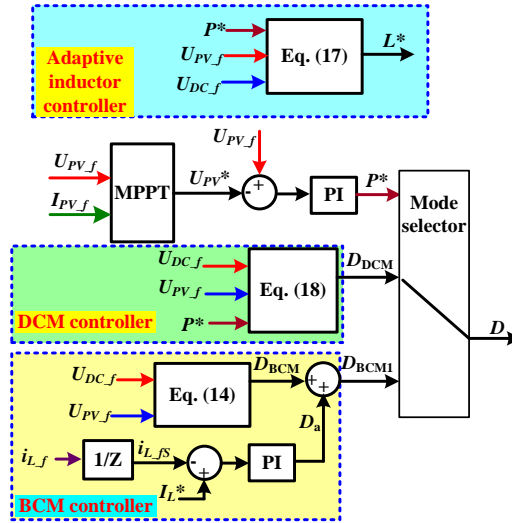 P*
U_PV_f
U_DC_f
Eq. (17)
L*
Adaptive
inductor
controller
U_PV_f
U_PV_f
I_PV_f
MPPT
U_PV*
- +
PI
P*
Mode
selector
U_DC_f
U_PV_f
P*
Eq. (18)
D_DCM
DCM controller
D
U_DC_f
U_PV_f
Eq. (14)
D_BCM
+ +
D_BCM1
D_a
i_L_f
1/Z
i_L_fS
- +
PI
I_L*
BCM controller